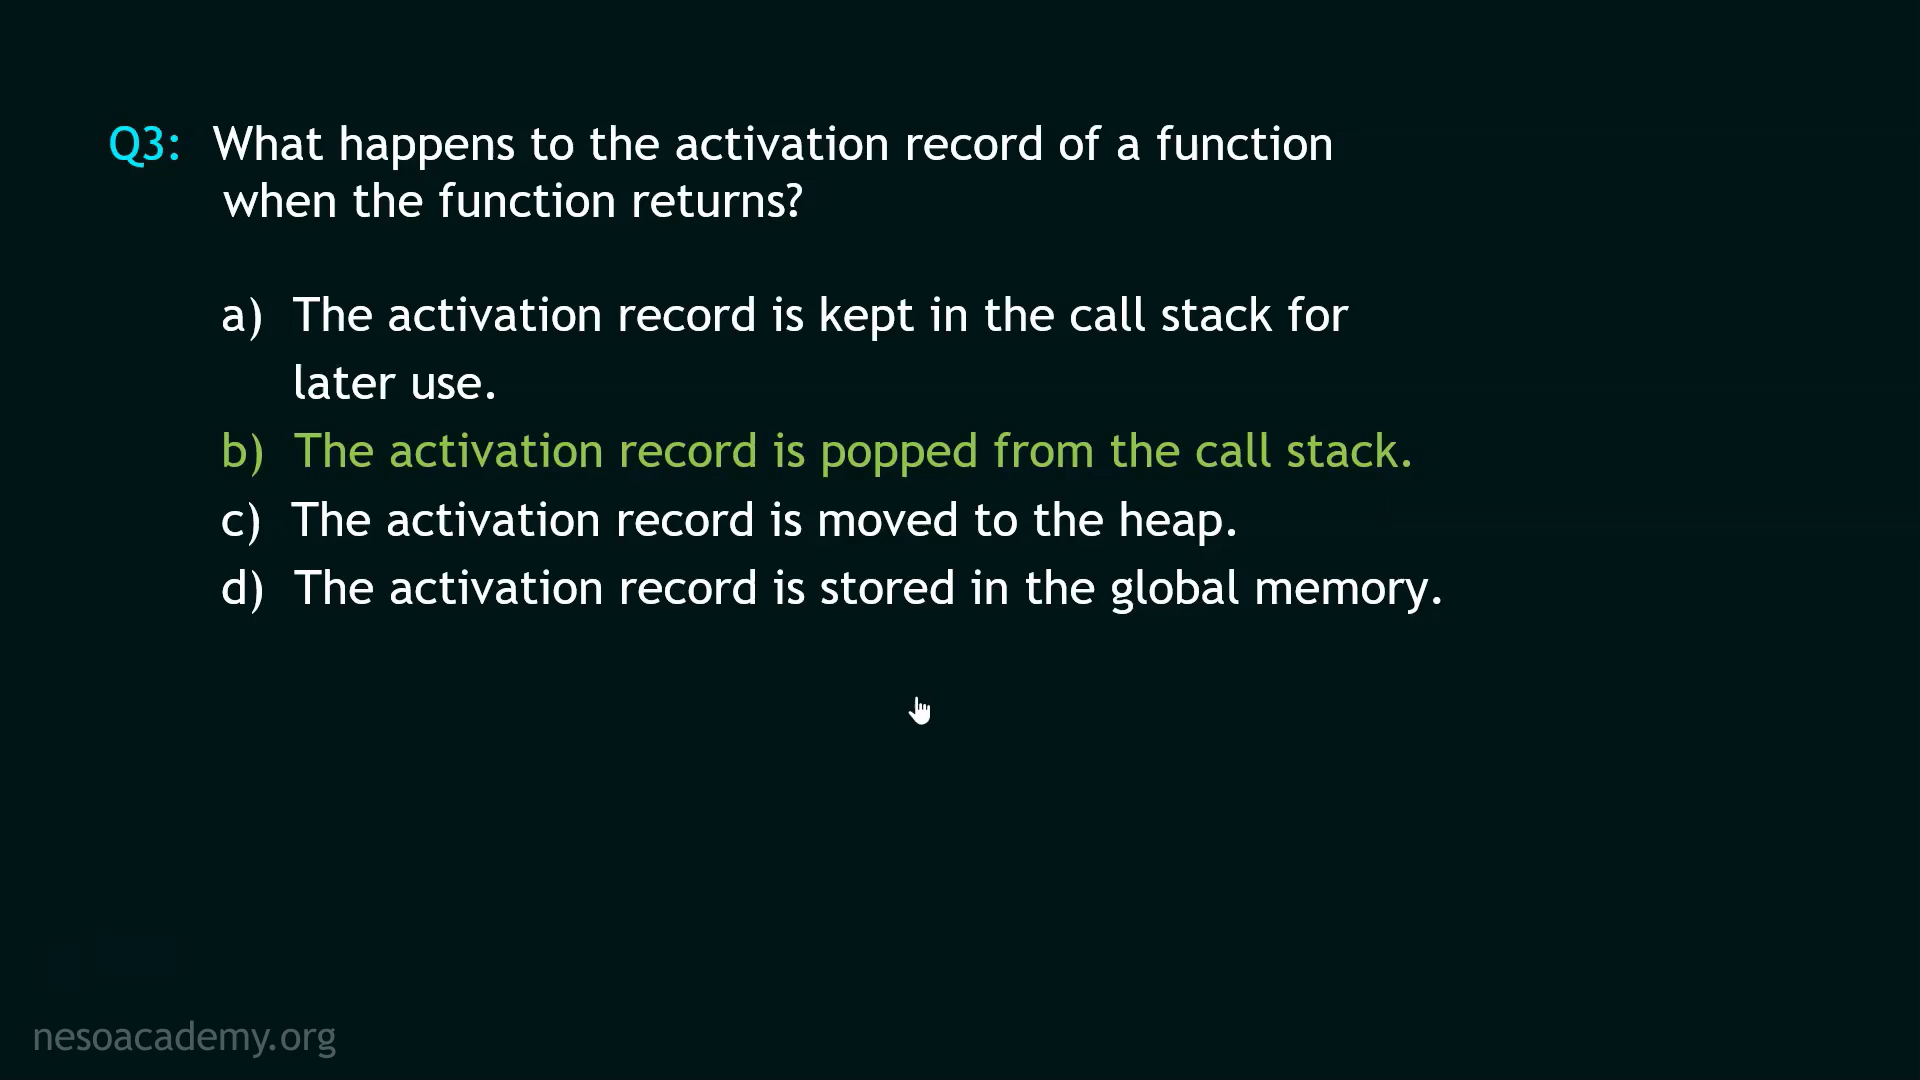 Q3: What happens to the activation record of a function
when the function returns?
a) The activation record is kept in the call stack for
later use.
b) The activation record is popped from the call stack.
c) The activation record is moved to the heap.
d) The activation record is stored in the global memory.
nesoacademy.org